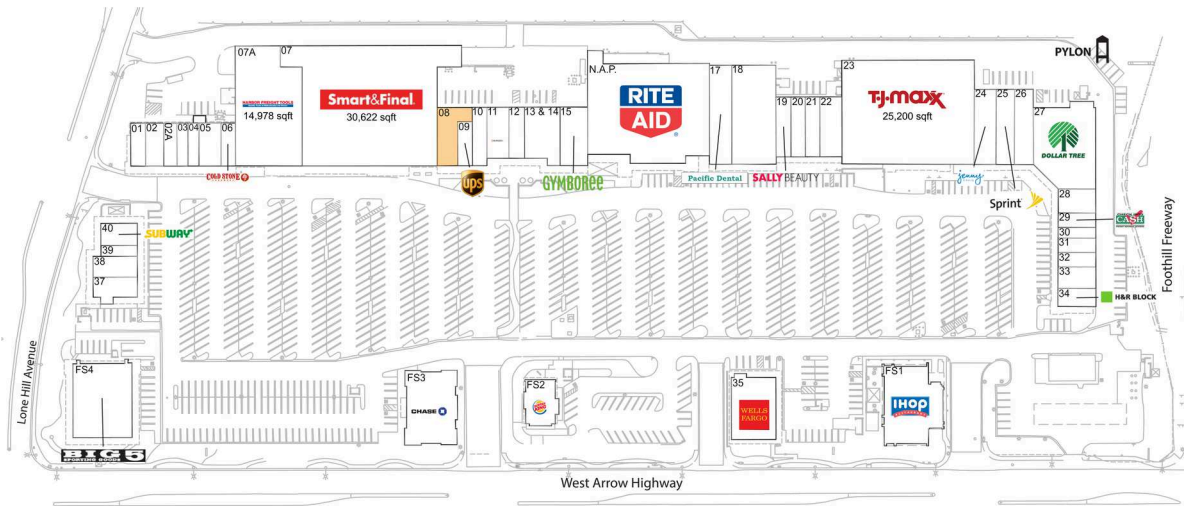 PYLON
07A
07
N.A.P.
17
18
23
HARBOR FREIGHT TOOLS
14,978 sqft
Smart&Final.
30,622 sqft
RITE
AID
T.J.maxx
25,200 sqft
24
25
26
27
DOLLAR TREE
01
02
02A
03
04
05
06
08
09
10
11
12
13 & 14
15
19
20
21
22
COLD STONE
ups
GYMBOREE
Pacific Dental
SALLY BEAUTY
jenny
Sprint
28
29
CASH
30
31
32
33
34
H&R BLOCK
Foothill Freeway
40
SUBWAY
39
38
37
Lone Hill Avenue
FS4
BIG 5
SPORTING GOODS
FS3
CHASE
FS2
BURGER KING
35
WELLS
FARGO
FS1
IHOP
RESTAURANT
West Arrow Highway